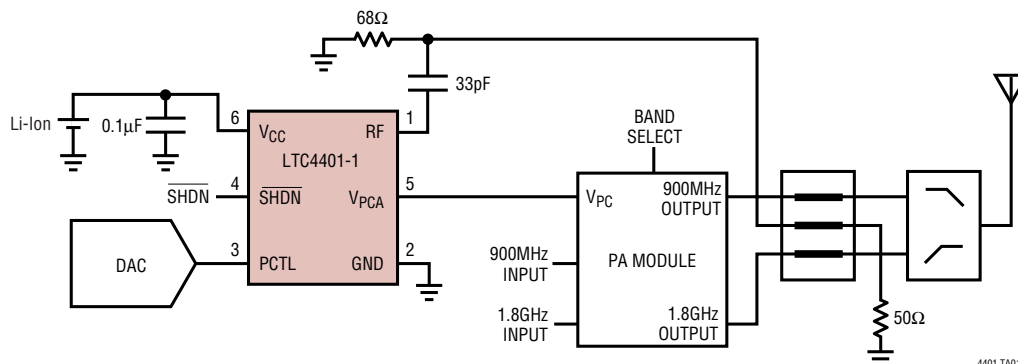 68Ω
33pF
Li-Ion
0.1µF
6
VCC
RF
1
LTC4401-1
SHDN
4
SHDN
VPCA
5
DAC
3
PCTL
GND
2
BAND
SELECT
VPC
900MHz
OUTPUT
900MHz
INPUT
PA MODULE
1.8GHz
INPUT
1.8GHz
OUTPUT
50Ω